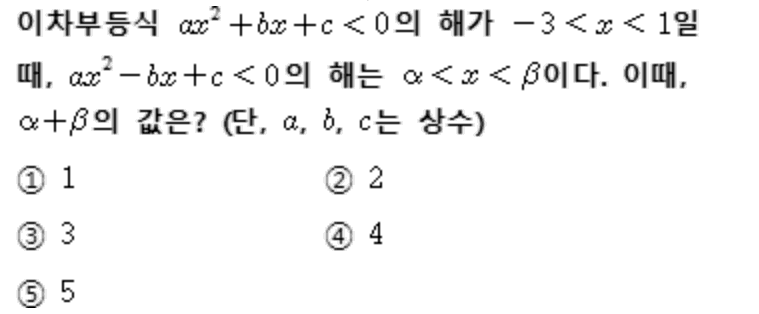 이차부등식 ax²+bx+c<0의 해가 -3<x<1일
때, ax²-bx+c<0의 해는 α<x<β이다. 이때,
α+β의 값은? (단, a, b, c는 상수)
① 1 ② 2
③ 3 ④ 4
⑤ 5